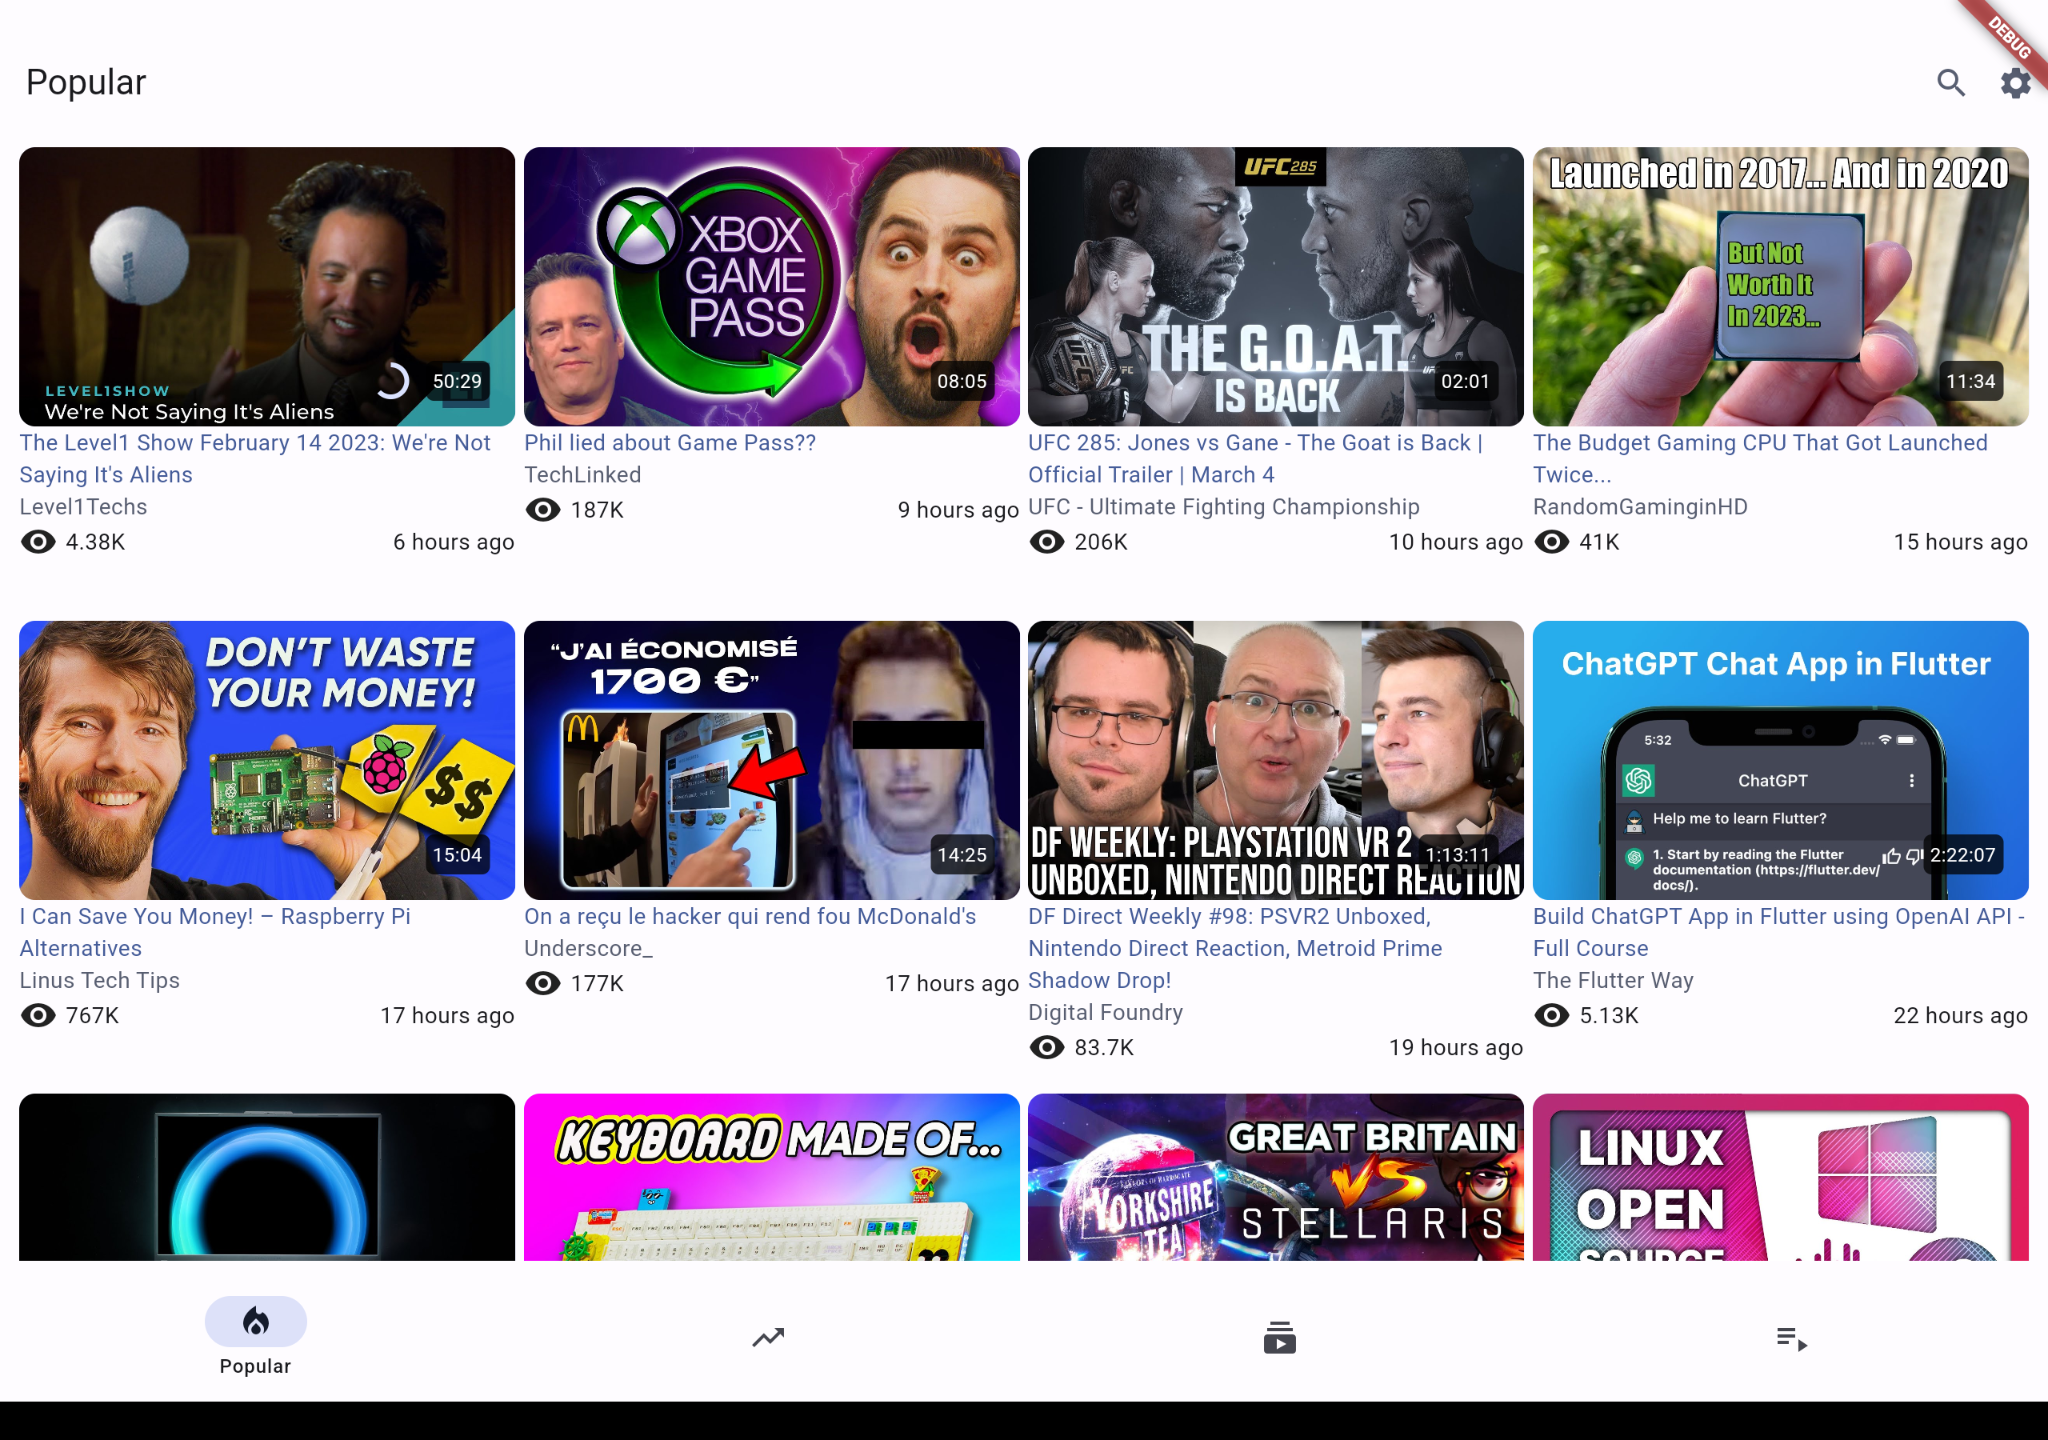 DEBUG
Popular
LEVEL1SHOW
We're Not Saying It's Aliens
50:29
The Level1 Show February 14 2023: We're Not
Saying It's Aliens
Level1Techs
4.38K
6 hours ago
XBOX
GAME
PASS
08:05
Phil lied about Game Pass??
TechLinked
187K
9 hours ago
UFC 285
THE G.O.A.T.
IS BACK
02:01
UFC 285: Jones vs Gane - The Goat is Back |
Official Trailer | March 4
UFC - Ultimate Fighting Championship
206K
10 hours ago
Launched in 2017... And in 2020
But Not
Worth It
In 2023...
11:34
The Budget Gaming CPU That Got Launched
Twice...
RandomGaminginHD
41K
15 hours ago
DON'T WASTE
YOUR MONEY!
$$
15:04
I Can Save You Money! – Raspberry Pi
Alternatives
Linus Tech Tips
767K
17 hours ago
“J'AI ÉCONOMISÉ
1700 €”
14:25
On a reçu le hacker qui rend fou McDonald's
Underscore_
177K
17 hours ago
DF WEEKLY: PLAYSTATION VR 2
UNBOXED, NINTENDO DIRECT REACTION
1:13:11
DF Direct Weekly #98: PSVR2 Unboxed,
Nintendo Direct Reaction, Metroid Prime
Shadow Drop!
Digital Foundry
83.7K
19 hours ago
ChatGPT Chat App in Flutter
5:32
ChatGPT
Help me to learn Flutter?
1. Start by reading the Flutter
documentation (https://flutter.dev/
docs/).
2:22:07
Build ChatGPT App in Flutter using OpenAI API -
Full Course
The Flutter Way
5.13K
22 hours ago
KEYBOARD MADE OF...
GREAT BRITAIN
VS
STELLARIS
YORKSHIRE
TEA
LINUX
OPEN
SOURCE
Popular